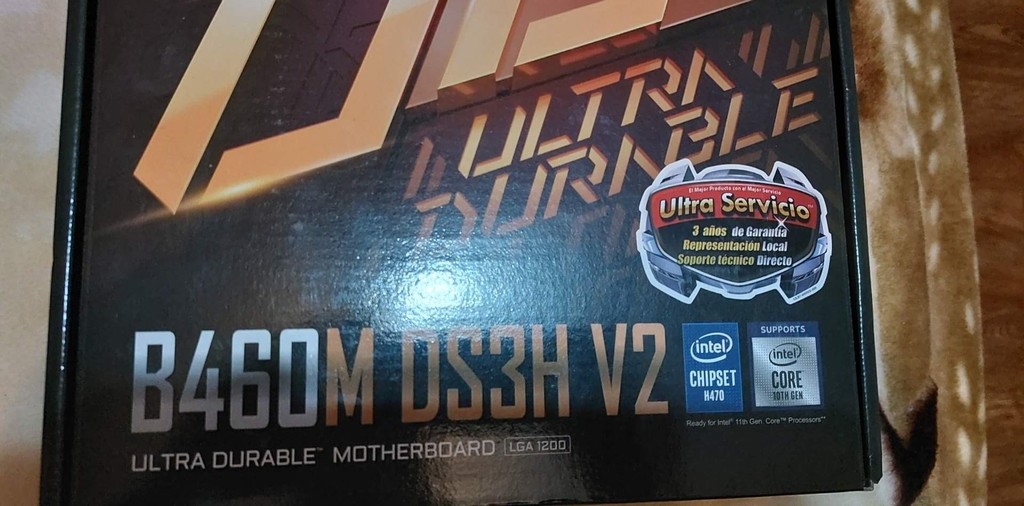 ULTRA
DURABLE
El Mejor Producto con el Mejor Servicio
Ultra Servicio
3 años de Garantía
Representación Local
Soporte técnico Directo
B460M DS3H V2
intel
CHIPSET
H470
SUPPORTS
intel
CORE
10TH GEN
Ready for Intel® 11th Gen. Core™ Processors**
ULTRA DURABLE™ MOTHERBOARD LGA 1200